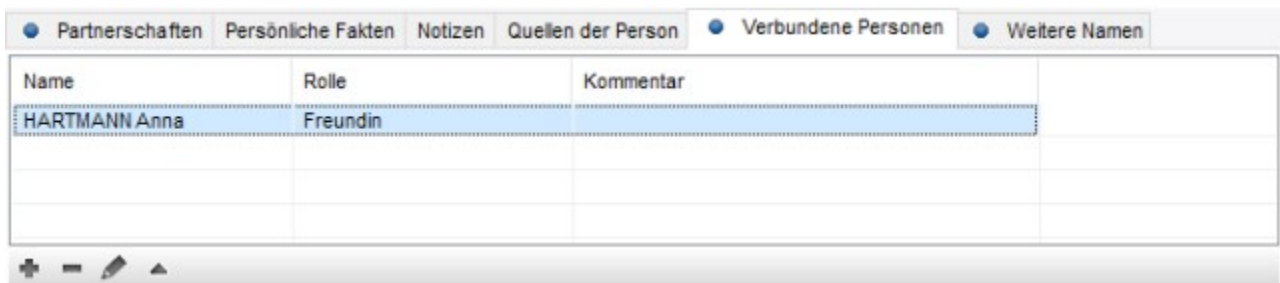 Partnerschaften Persönliche Fakten Notizen Quellen der Person Verbundene Personen Weitere Namen
Name Rolle Kommentar
HARTMANN Anna Freundin